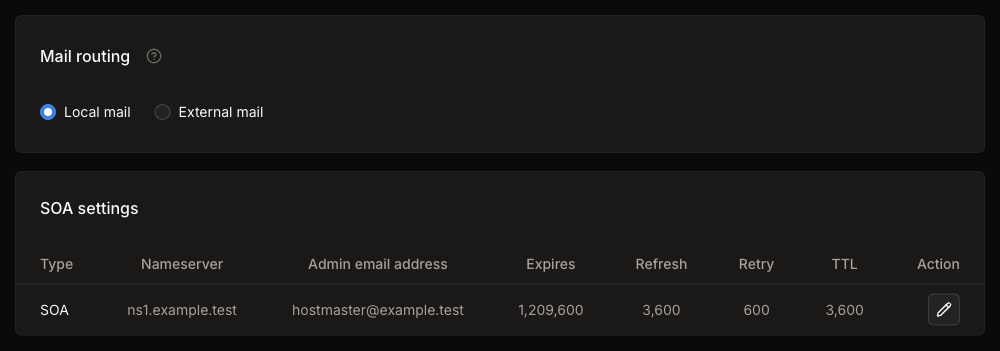 Mail routing
Local mail External mail
SOA settings
Type Nameserver Admin email address Expires Refresh Retry TTL Action
SOA ns1.example.test hostmaster@example.test 1,209,600 3,600 600 3,600